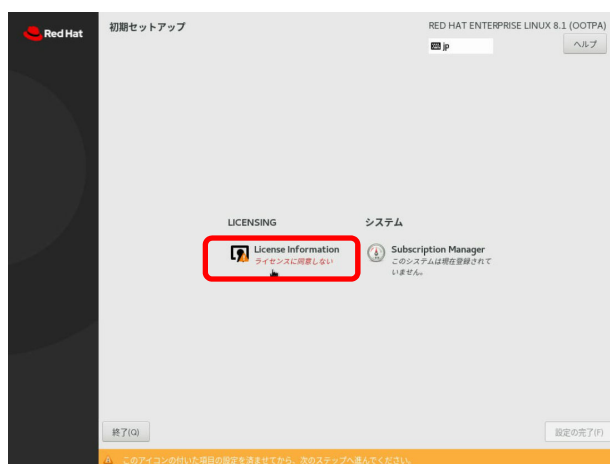 Red Hat
初期セットアップ
RED HAT ENTERPRISE LINUX 8.1 (OOTPA)
jp
ヘルプ
LICENSING
システム
License Information
ライセンスに同意しない
Subscription Manager
このシステムは現在登録されて
いません。
終了(Q)
設定の完了(F)
このアイコンの付いた項目の設定を済ませてから、次のステップへ進んでください。